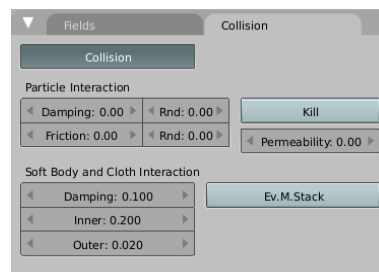 Fields Collision
Collision
Particle Interaction
Damping: 0.00 Rnd: 0.00 Kill
Friction: 0.00 Rnd: 0.00 Permeability: 0.00
Soft Body and Cloth Interaction
Damping: 0.100 Ev.M.Stack
Inner: 0.200
Outer: 0.020